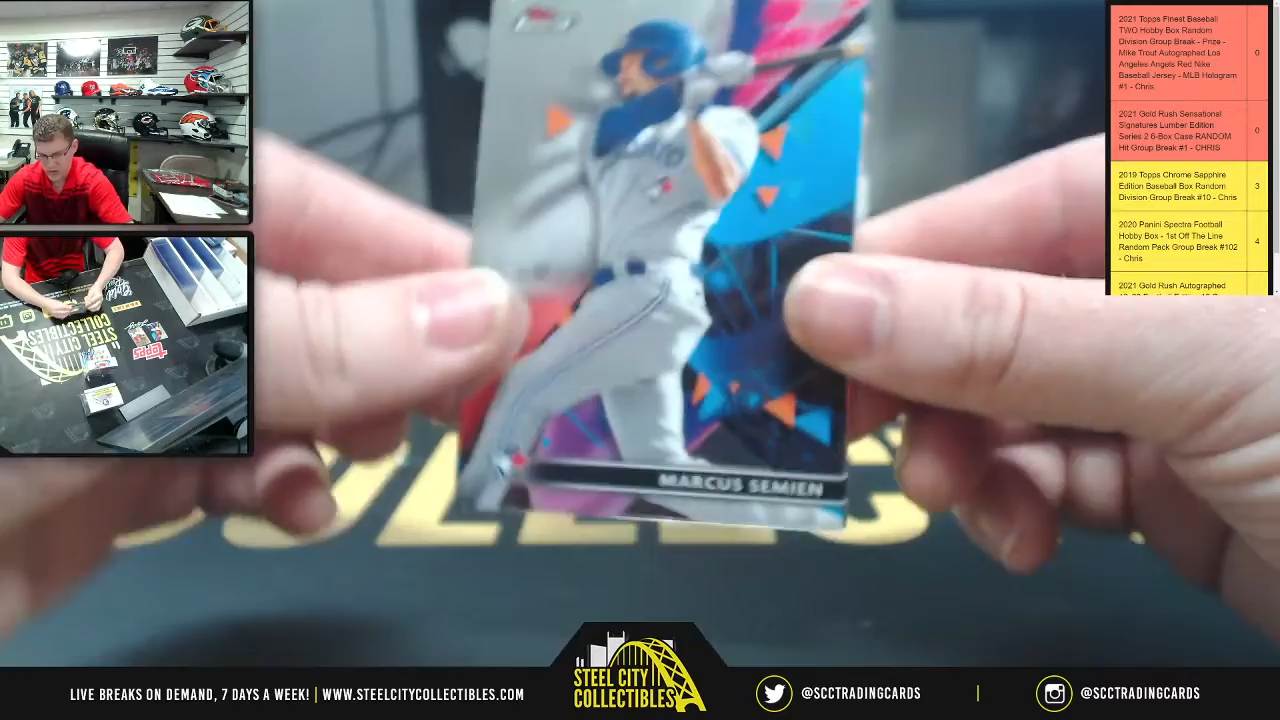 2021 Topps Finest Baseball
TWO Hobby Box Random
Division Group Break - Prize -
Mike Trout Autographed Los
Angeles Angels Red Nike
Baseball Jersey - MLB Hologram
#1 - Chris
0
2021 Gold Rush Sensational
Signatures Lumber Edition
Series 2 6-Box Case RANDOM
Hit Group Break #1 - CHRIS
0
2019 Topps Chrome Sapphire
Edition Baseball Box Random
Division Group Break #10 - Chris
3
2020 Panini Spectra Football
Hobby Box - 1st Off The Line
Random Pack Group Break #102
- Chris
4
2021 Gold Rush Autographed
MARCUS SEMIEN
STEEL CITY
COLLECTIBLES
Topps
LIVE BREAKS ON DEMAND, 7 DAYS A WEEK! | WWW.STEELCITYCOLLECTIBLES.COM
STEEL CITY
COLLECTIBLES
@SCCTRADINGCARDS
@SCCTRADINGCARDS